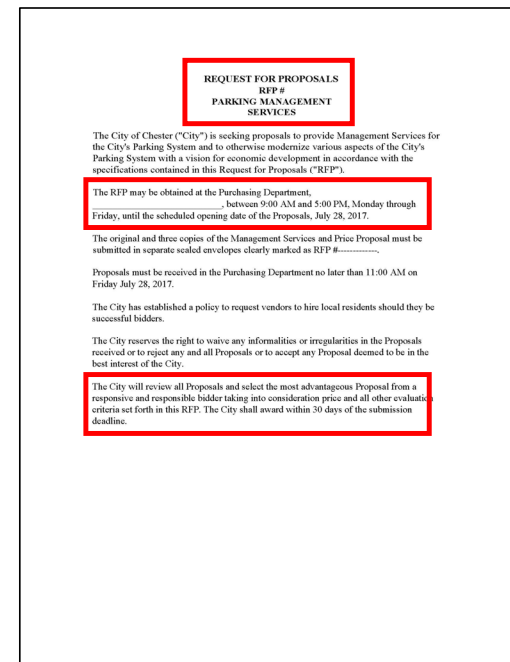 REQUEST FOR PROPOSALS
RFP #
PARKING MANAGEMENT
SERVICES
The City of Chester ("City") is seeking proposals to provide Management Services for
the City's Parking System and to otherwise modernize various aspects of the City's
Parking System with a vision for economic development in accordance with the
specifications contained in this Request for Proposals ("RFP").
The RFP may be obtained at the Purchasing Department,
____________________________, between 9:00 AM and 5:00 PM, Monday through
Friday, until the scheduled opening date of the Proposals, July 28, 2017.
The original and three copies of the Management Services and Price Proposal must be
submitted in separate sealed envelopes clearly marked as RFP #-------------.
Proposals must be received in the Purchasing Department no later than 11:00 AM on
Friday July 28, 2017.
The City has established a policy to request vendors to hire local residents should they be
successful bidders.
The City reserves the right to waive any informalities or irregularities in the Proposals
received or to reject any and all Proposals or to accept any Proposal deemed to be in the
best interest of the City.
The City will review all Proposals and select the most advantageous Proposal from a
responsive and responsible bidder taking into consideration price and all other evaluation
criteria set forth in this RFP. The City shall award within 30 days of the submission
deadline.